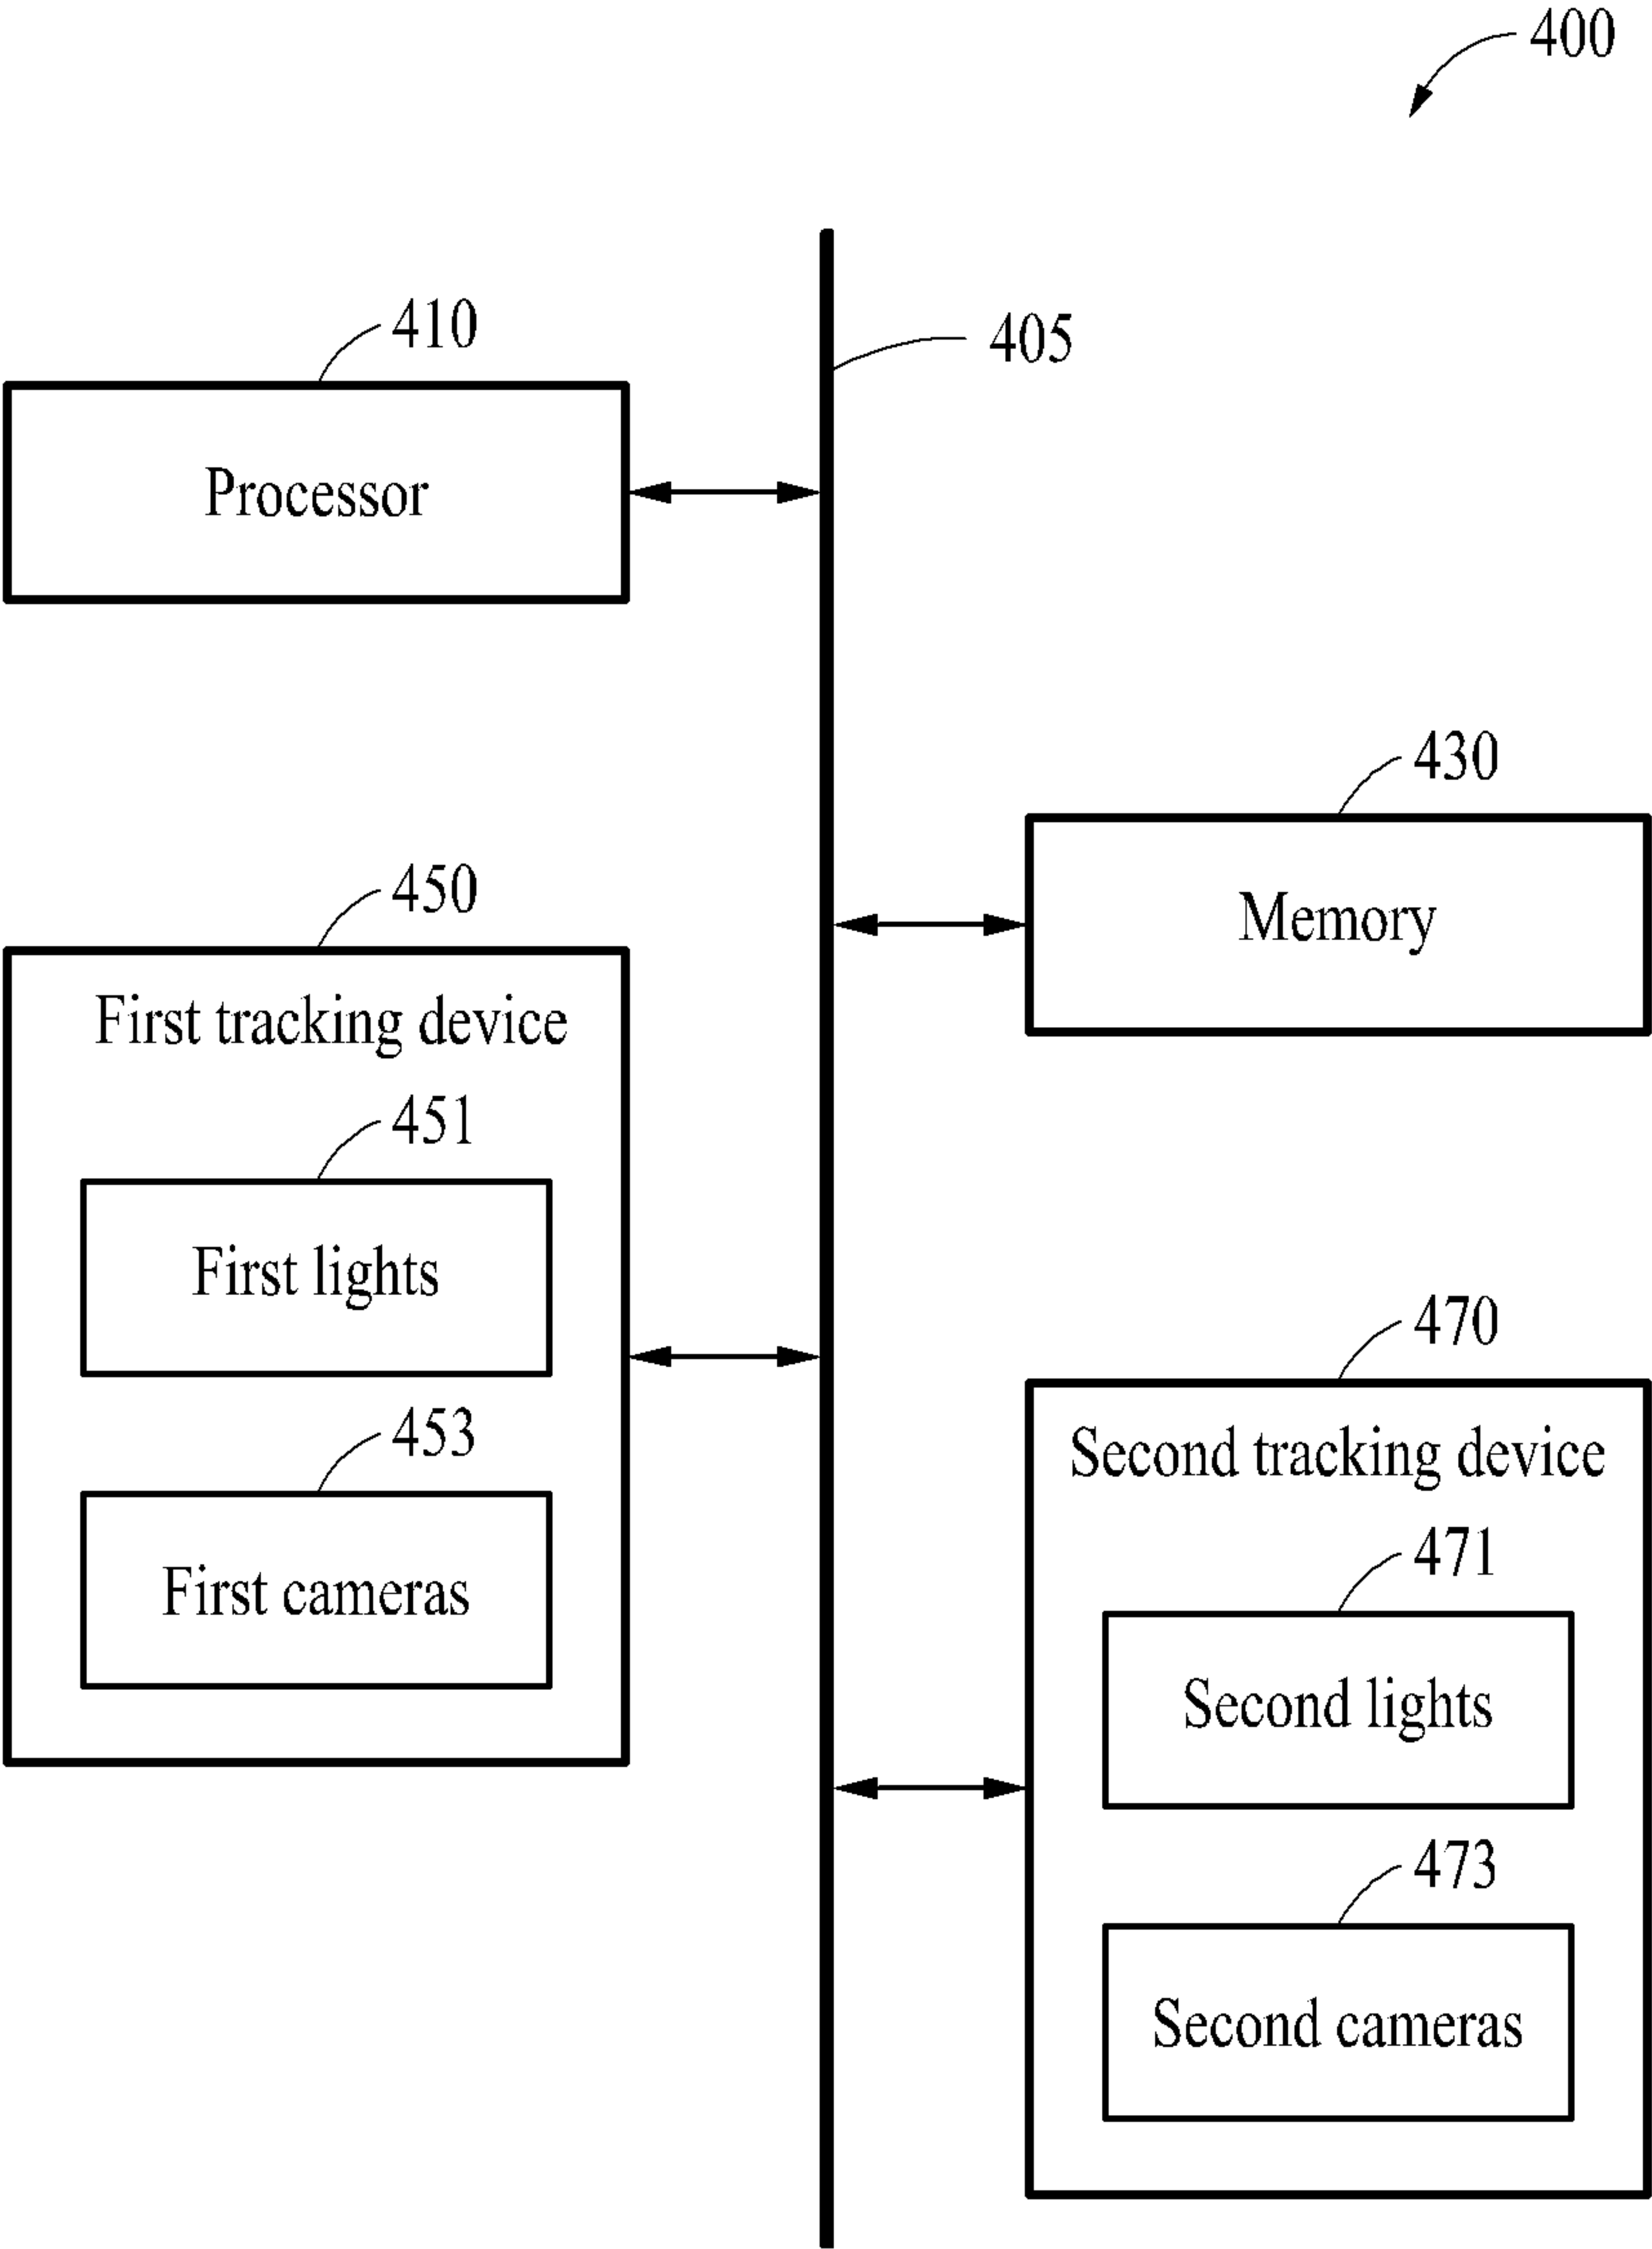 400
410
405
Processor
430
Memory
450
First tracking device
451
First lights
453
First cameras
470
Second tracking device
471
Second lights
473
Second cameras